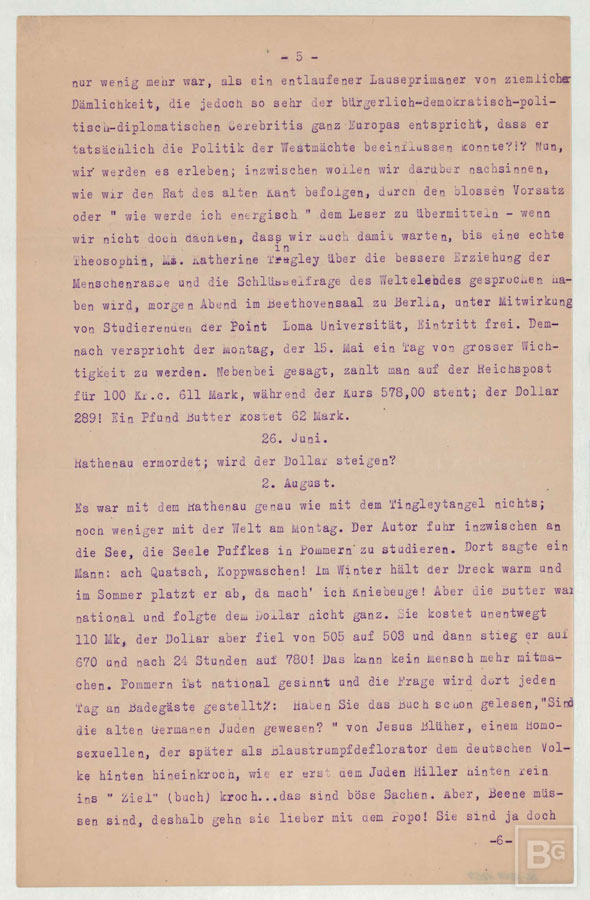 - 5 -
nur wenig mehr war, als ein entlaufener Lauseprimaner von ziemlicher
Dämlichkeit, die jedoch so sehr der bürgerlich-demokratisch-poli-
tisch-diplomatischen Cerebritis ganz Europas entspricht, dass er
tatsächlich die Politik der Westmächte beeinflussen konnte?!? Nun,
wir werden es erleben; inzwischen wollen wir darüber nachsinnen,
wie wir den Rat des alten Kant befolgen, durch den blossen Vorsatz
oder " wie werde ich energisch " dem Leser zu übermitteln - wenn
wir nicht doch dächten, dass wir auch damit warten, bis eine echte
Theosophin, Ms. Katherine Tingley über die bessere Erziehung der
Menschenrasse und die Schlüsselfrage des Weltelendes gesprochen ha-
ben wird, morgen Abend im Beethovensaal zu Berlin, unter Mitwirkung
von Studierenden der Point Loma Universität, Eintritt frei. Dem-
nach verspricht der Montag, der 15. Mai ein Tag von grosser Wich-
tigkeit zu werden. Nebenbei gesagt, zahlt man auf der Reichspost
für 100 Kr.c. 611 Mark, während der Kurs 578,00 steht; der Dollar
289! Ein Pfund Butter kostet 62 Mark.
26. Juni.
Rathenau ermordet; wird der Dollar steigen?
2. August.
Es war mit dem Rathenau genau wie mit dem Tingleytangel nichts;
noch weniger mit der Welt am Montag. Der Autor fuhr inzwischen an
die See, die Seele Puffkes in Pommern zu studieren. Dort sagte ein
Mann: ach Quatsch, Koppwaschen! Im Winter hält der Dreck warm und
im Sommer platzt er ab, da mach' ich Kniebeuge! Aber die Butter war
national und folgte dem Dollar nicht ganz. Sie kostet unentwegt
110 Mk, der Dollar aber fiel von 505 auf 503 und dann stieg er auf
670 und nach 24 Stunden auf 780! Das kann kein Mensch mehr mitma-
chen. Pommern ist national gesinnt und die Frage wird dort jeden
Tag an Badegäste gestellt: Haben Sie das Buch schon gelesen,"Sind
die alten Germanen Juden gewesen? " von Jesus Blüher, einem Homo-
sexuellen, der später als Blaustrumpfdeflorator dem deutschen Vol-
ke hinten hineinkroch, wie er erst dem Juden Hiller hinten rein
ins " Ziel" (buch) kroch...das sind böse Sachen. Aber, Beene müs-
sen sind, deshalb gehn sie lieber mit dem Popo! Sie sind ja doch
-6-
BG